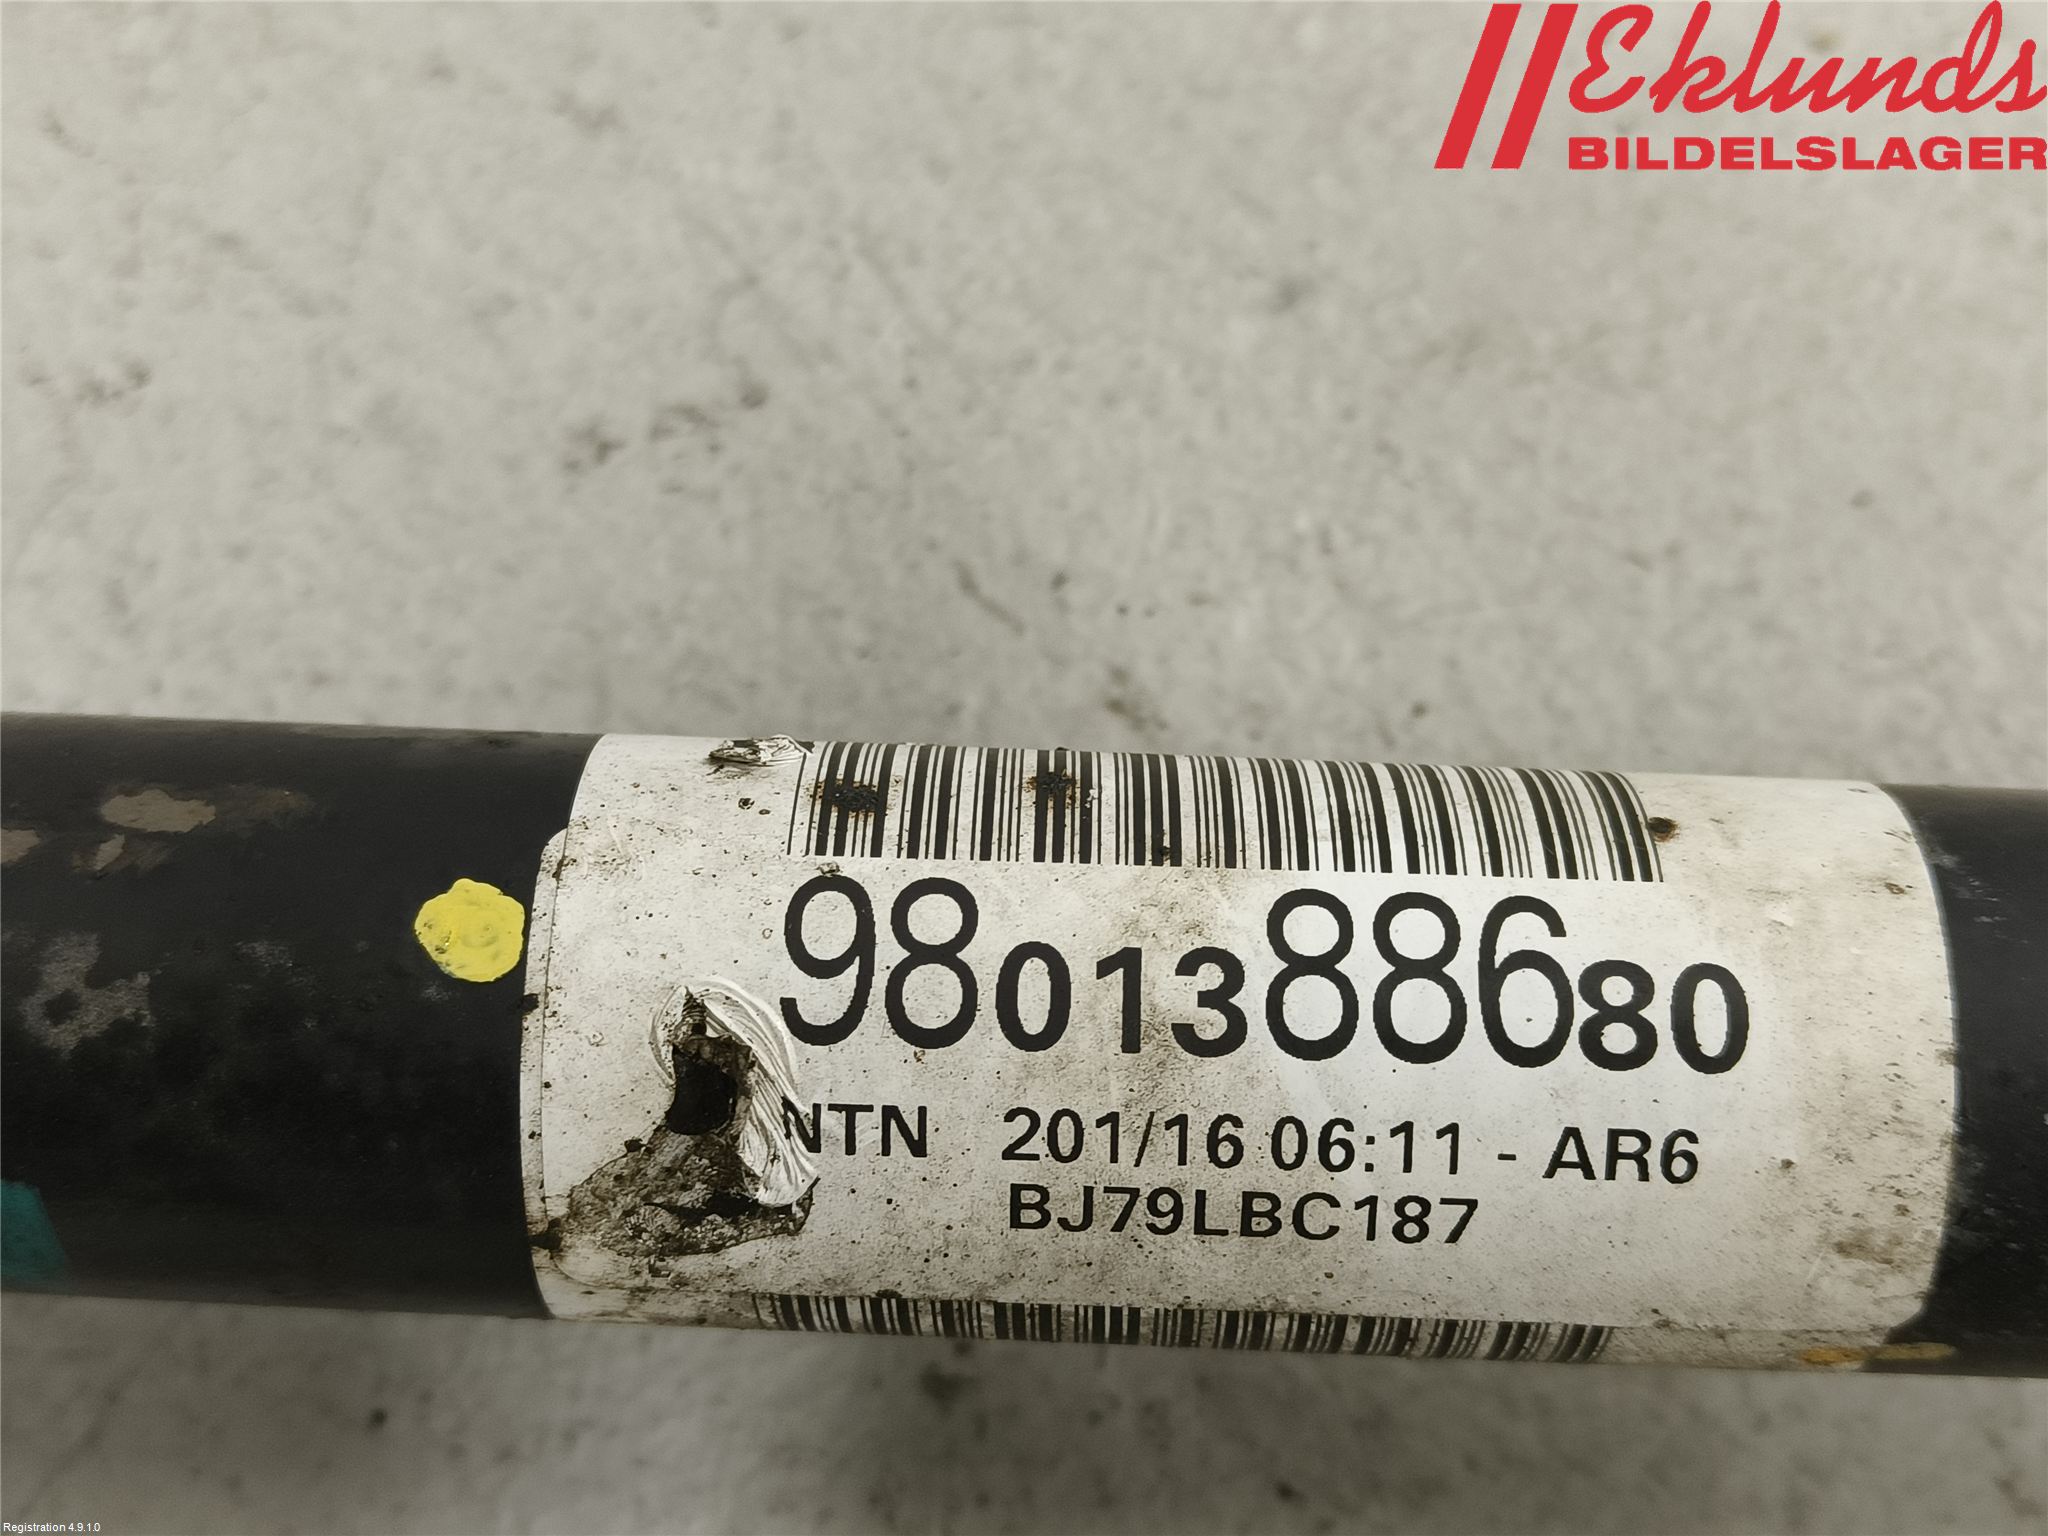 Eklunds
BILDELSLAGER
9801388680
NTN 201/16 06:11 - AR6
BJ79LBC187
Registration 4.9.1.0